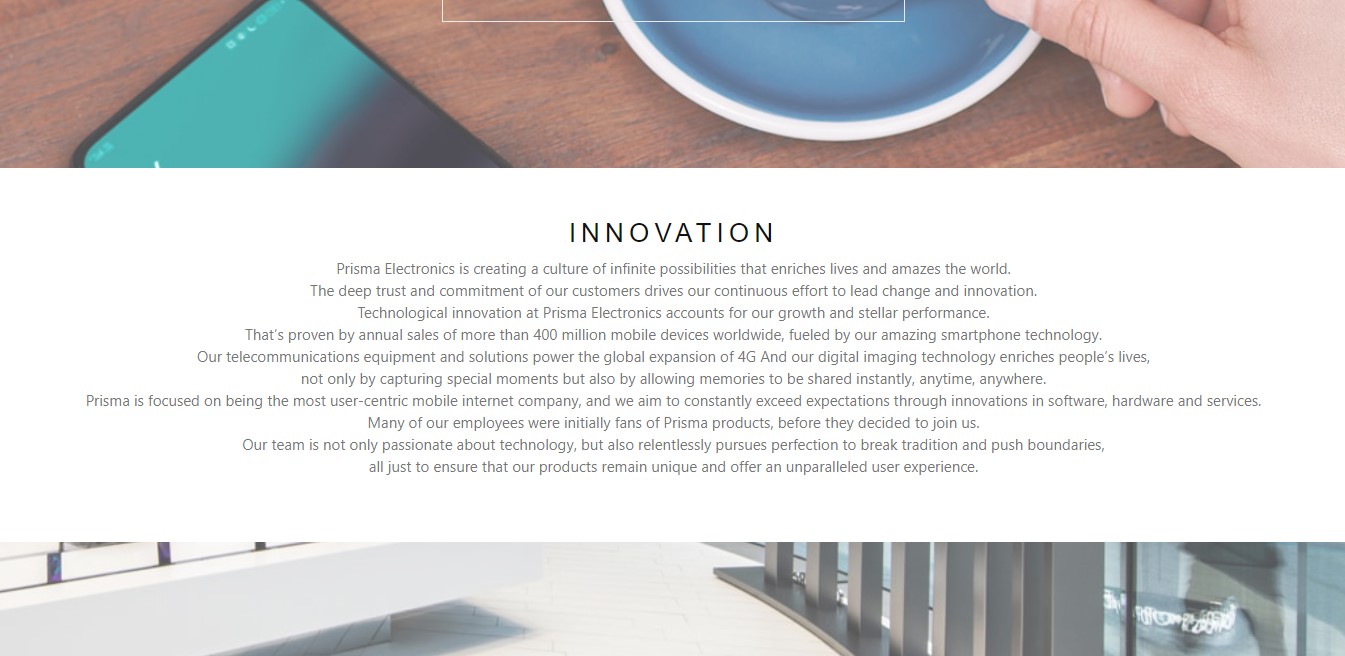 INNOVATION
Prisma Electronics is creating a culture of infinite possibilities that enriches lives and amazes the world.
The deep trust and commitment of our customers drives our continuous effort to lead change and innovation.
Technological innovation at Prisma Electronics accounts for our growth and stellar performance.
That’s proven by annual sales of more than 400 million mobile devices worldwide, fueled by our amazing smartphone technology.
Our telecommunications equipment and solutions power the global expansion of 4G And our digital imaging technology enriches people’s lives,
not only by capturing special moments but also by allowing memories to be shared instantly, anytime, anywhere.
Prisma is focused on being the most user-centric mobile internet company, and we aim to constantly exceed expectations through innovations in software, hardware and services.
Many of our employees were initially fans of Prisma products, before they decided to join us.
Our team is not only passionate about technology, but also relentlessly pursues perfection to break tradition and push boundaries,
all just to ensure that our products remain unique and offer an unparalleled user experience.